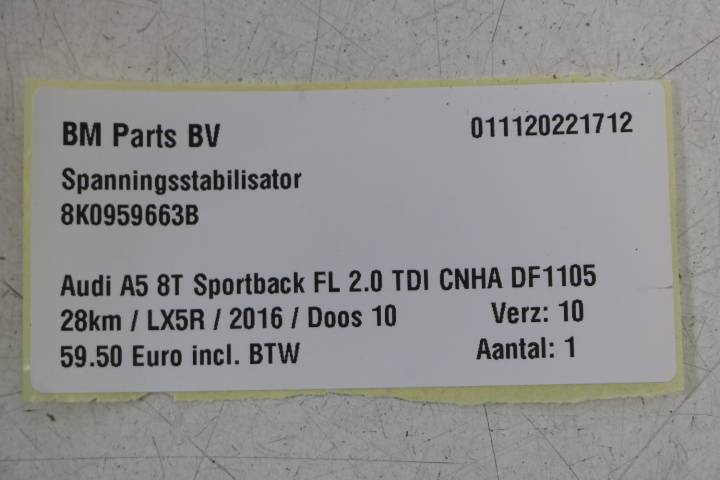 BM Parts BV 011120221712
Spanningsstabilisator
8K0959663B
Audi A5 8T Sportback FL 2.0 TDI CNHA DF1105
28km / LX5R / 2016 / Doos 10 Verz: 10
59.50 Euro incl. BTW Aantal: 1